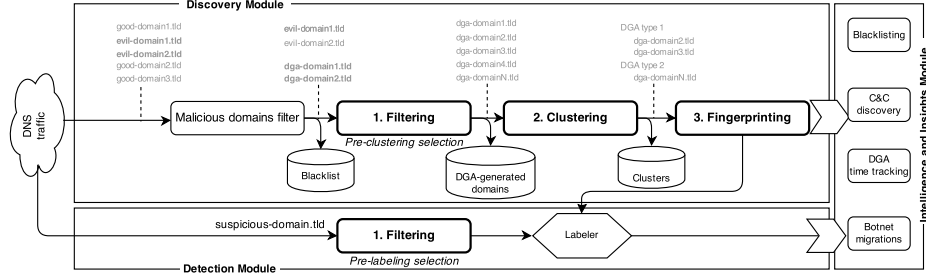 Discovery Module
good-domain1.tld
evil-domain1.tld
evil-domain2.tld
good-domain2.tld
good-domain3.tld
evil-domain1.tld
evil-domain2.tld
dga-domain1.tld
dga-domain2.tld
dga-domain1.tld
dga-domain2.tld
dga-domain3.tld
dga-domain4.tld
dga-domainN.tld
DGA type 1
dga-domain2.tld
dga-domain3.tld
DGA type 2
dga-domainN.tld
DNS
traffic
Malicious domains filter
1. Filtering
Pre-clustering selection
2. Clustering
3. Fingerprinting
Blacklist
DGA-generated
domains
Clusters
suspicious-domain.tld
1. Filtering
Pre-labeling selection
Labeler
Detection Module
Blacklisting
C&C
discovery
DGA
time tracking
Botnet
migrations
Intelligence and Insights Module